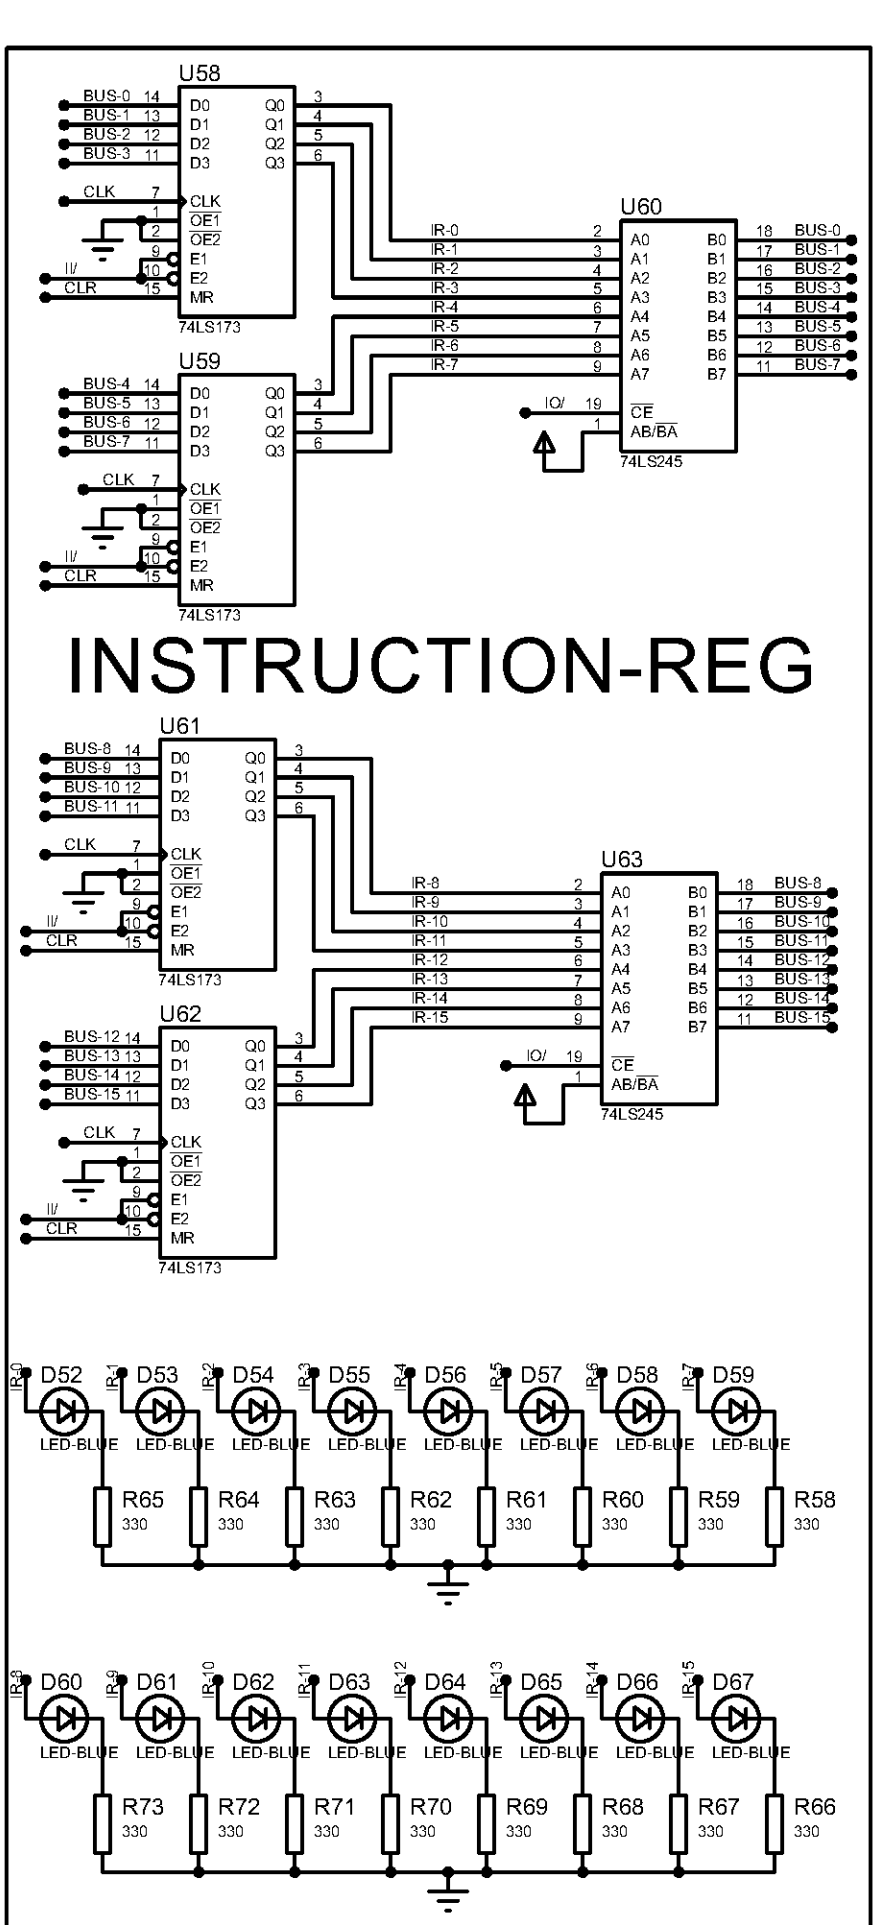 U58
BUS-0 14 D0 Q0 3
BUS-1 13 D1 Q1 4
BUS-2 12 D2 Q2 5
BUS-3 11 D3 Q3 6
CLK 7 CLK
1 OE1
2 OE2
9 E1
II/ 10 E2
CLR 15 MR
74LS173
U60
IR-0 2 A0 B0 18 BUS-0
IR-1 3 A1 B1 17 BUS-1
IR-2 4 A2 B2 16 BUS-2
IR-3 5 A3 B3 15 BUS-3
IR-4 6 A4 B4 14 BUS-4
IR-5 7 A5 B5 13 BUS-5
IR-6 8 A6 B6 12 BUS-6
IR-7 9 A7 B7 11 BUS-7
IO/ 19 CE
1 AB/BA
74LS245
U59
BUS-4 14 D0 Q0 3
BUS-5 13 D1 Q1 4
BUS-6 12 D2 Q2 5
BUS-7 11 D3 Q3 6
CLK 7 CLK
1 OE1
2 OE2
9 E1
II/ 10 E2
CLR 15 MR
74LS173
INSTRUCTION-REG
U61
BUS-8 14 D0 Q0 3
BUS-9 13 D1 Q1 4
BUS-10 12 D2 Q2 5
BUS-11 11 D3 Q3 6
CLK 7 CLK
1 OE1
2 OE2
9 E1
II/ 10 E2
CLR 15 MR
74LS173
U63
IR-8 2 A0 B0 18 BUS-8
IR-9 3 A1 B1 17 BUS-9
IR-10 4 A2 B2 16 BUS-10
IR-11 5 A3 B3 15 BUS-11
IR-12 6 A4 B4 14 BUS-12
IR-13 7 A5 B5 13 BUS-13
IR-14 8 A6 B6 12 BUS-14
IR-15 9 A7 B7 11 BUS-15
IO/ 19 CE
1 AB/BA
74LS245
U62
BUS-12 14 D0 Q0 3
BUS-13 13 D1 Q1 4
BUS-14 12 D2 Q2 5
BUS-15 11 D3 Q3 6
CLK 7 CLK
1 OE1
2 OE2
9 E1
II/ 10 E2
CLR 15 MR
74LS173
IR-0 D52 IR-1 D53 IR-2 D54 IR-3 D55 IR-4 D56 IR-5 D57 IR-6 D58 IR-7 D59
LED-BLUE LED-BLUE LED-BLUE LED-BLUE LED-BLUE LED-BLUE LED-BLUE LED-BLUE
R65 R64 R63 R62 R61 R60 R59 R58
330 330 330 330 330 330 330 330
IR-8 D60 IR-9 D61 IR-10 D62 IR-11 D63 IR-12 D64 IR-13 D65 IR-14 D66 IR-15 D67
LED-BLUE LED-BLUE LED-BLUE LED-BLUE LED-BLUE LED-BLUE LED-BLUE LED-BLUE
R73 R72 R71 R70 R69 R68 R67 R66
330 330 330 330 330 330 330 330